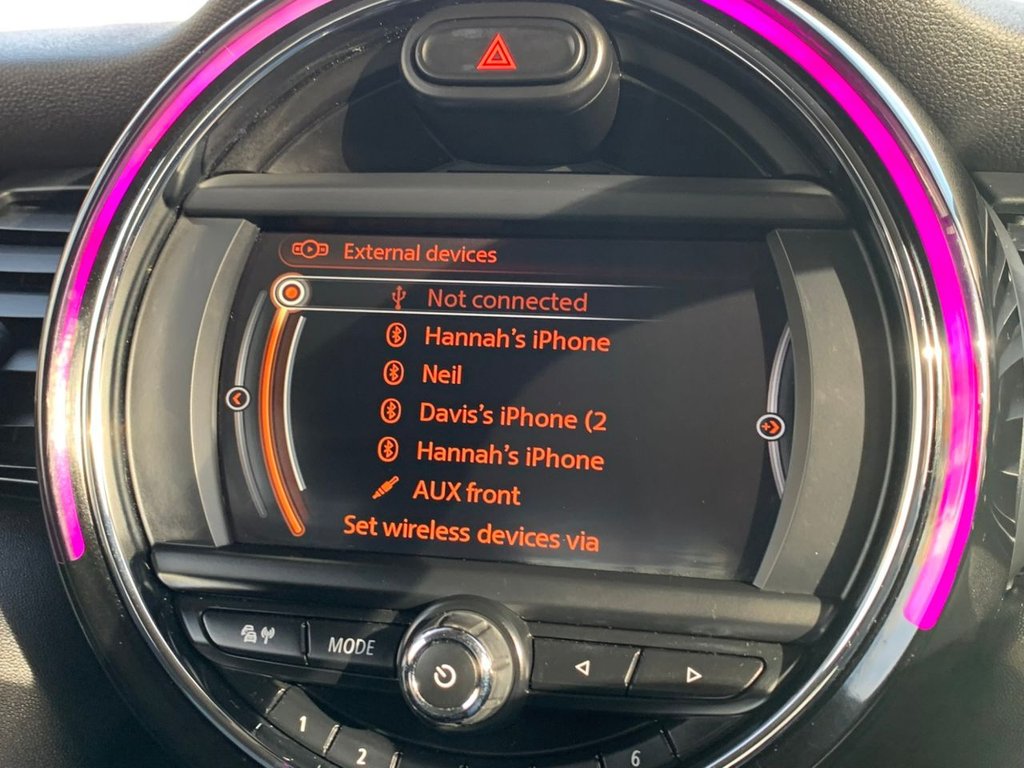 External devices
Not connected
Hannah's iPhone
Neil
Davis's iPhone (2
Hannah's iPhone
AUX front
Set wireless devices via
MODE
1
2
6